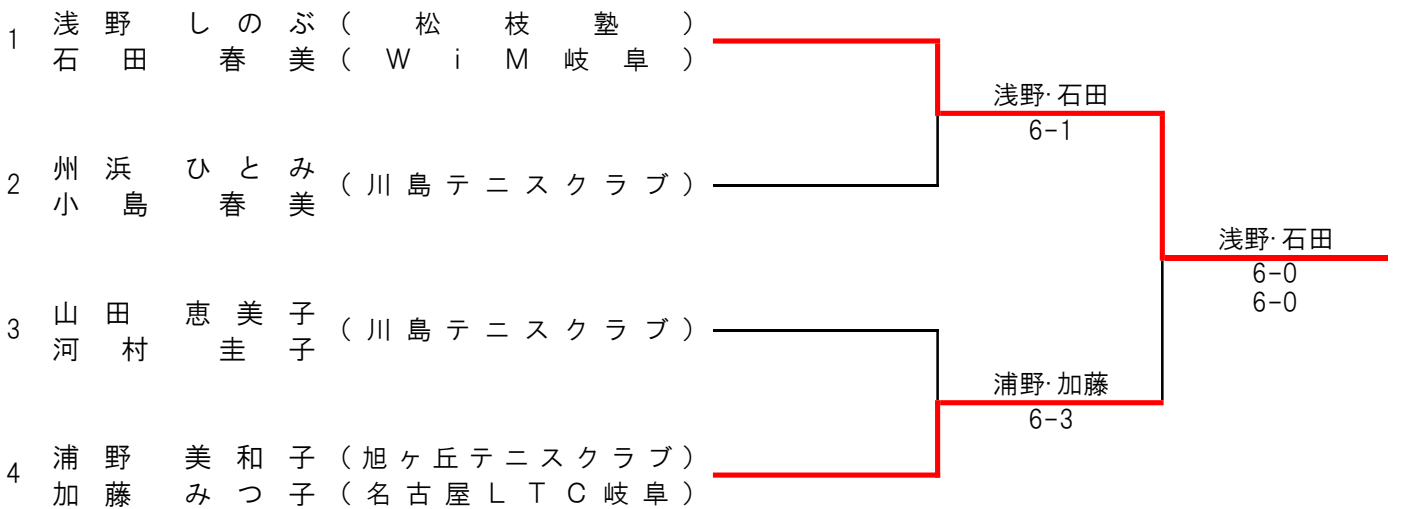 1 浅野 しのぶ (松枝塾)
石田 春美 (WiM岐阜)
浅野・石田
6-1
2 州浜 ひとみ (川島テニスクラブ)
小島 春美
浅野・石田
6-0
6-0
3 山田 恵美子 (川島テニスクラブ)
河村 圭子
浦野・加藤
6-3
4 浦野 美和子 (旭ヶ丘テニスクラブ)
加藤 みつ子 (名古屋LTC岐阜)